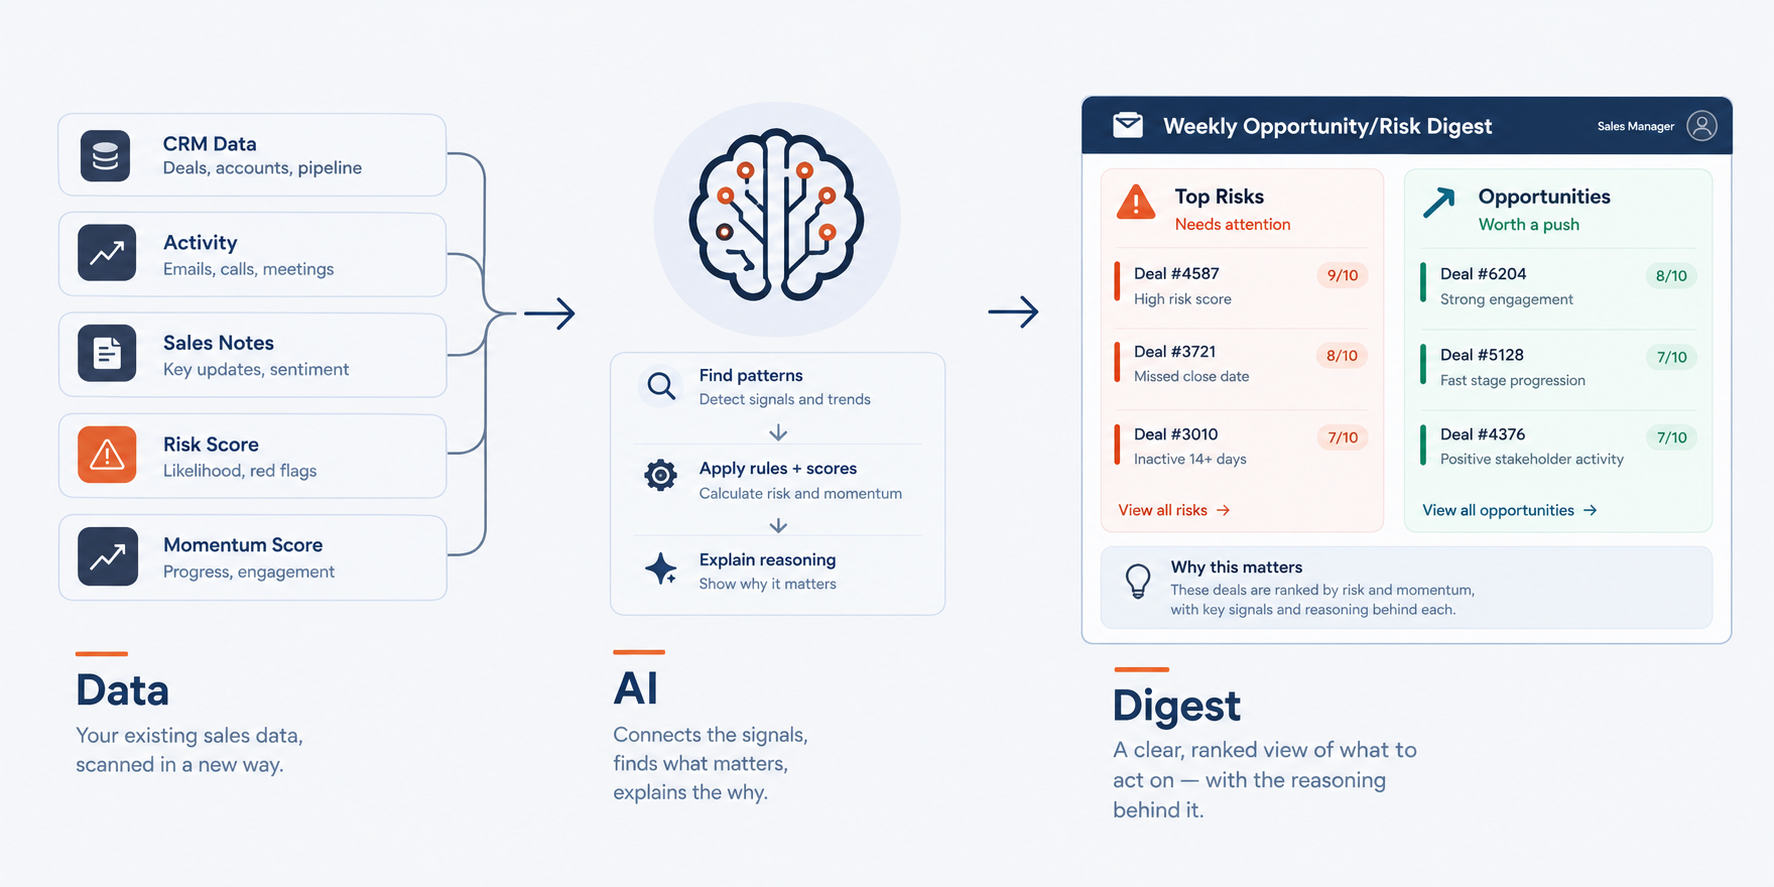 CRM Data
Deals, accounts, pipeline
Activity
Emails, calls, meetings
Sales Notes
Key updates, sentiment
Risk Score
Likelihood, red flags
Momentum Score
Progress, engagement
Data
Your existing sales data,
scanned in a new way.
Find patterns
Detect signals and trends
Apply rules + scores
Calculate risk and momentum
Explain reasoning
Show why it matters
AI
Connects the signals,
finds what matters,
explains the why.
Weekly Opportunity/Risk Digest
Sales Manager
Top Risks
Needs attention
Deal #4587
9/10
High risk score
Deal #3721
8/10
Missed close date
Deal #3010
7/10
Inactive 14+ days
View all risks →
Opportunities
Worth a push
Deal #6204
8/10
Strong engagement
Deal #5128
7/10
Fast stage progression
Deal #4376
7/10
Positive stakeholder activity
View all opportunities →
Why this matters
These deals are ranked by risk and momentum,
with key signals and reasoning behind each.
Digest
A clear, ranked view of what to
act on — with the reasoning
behind it.